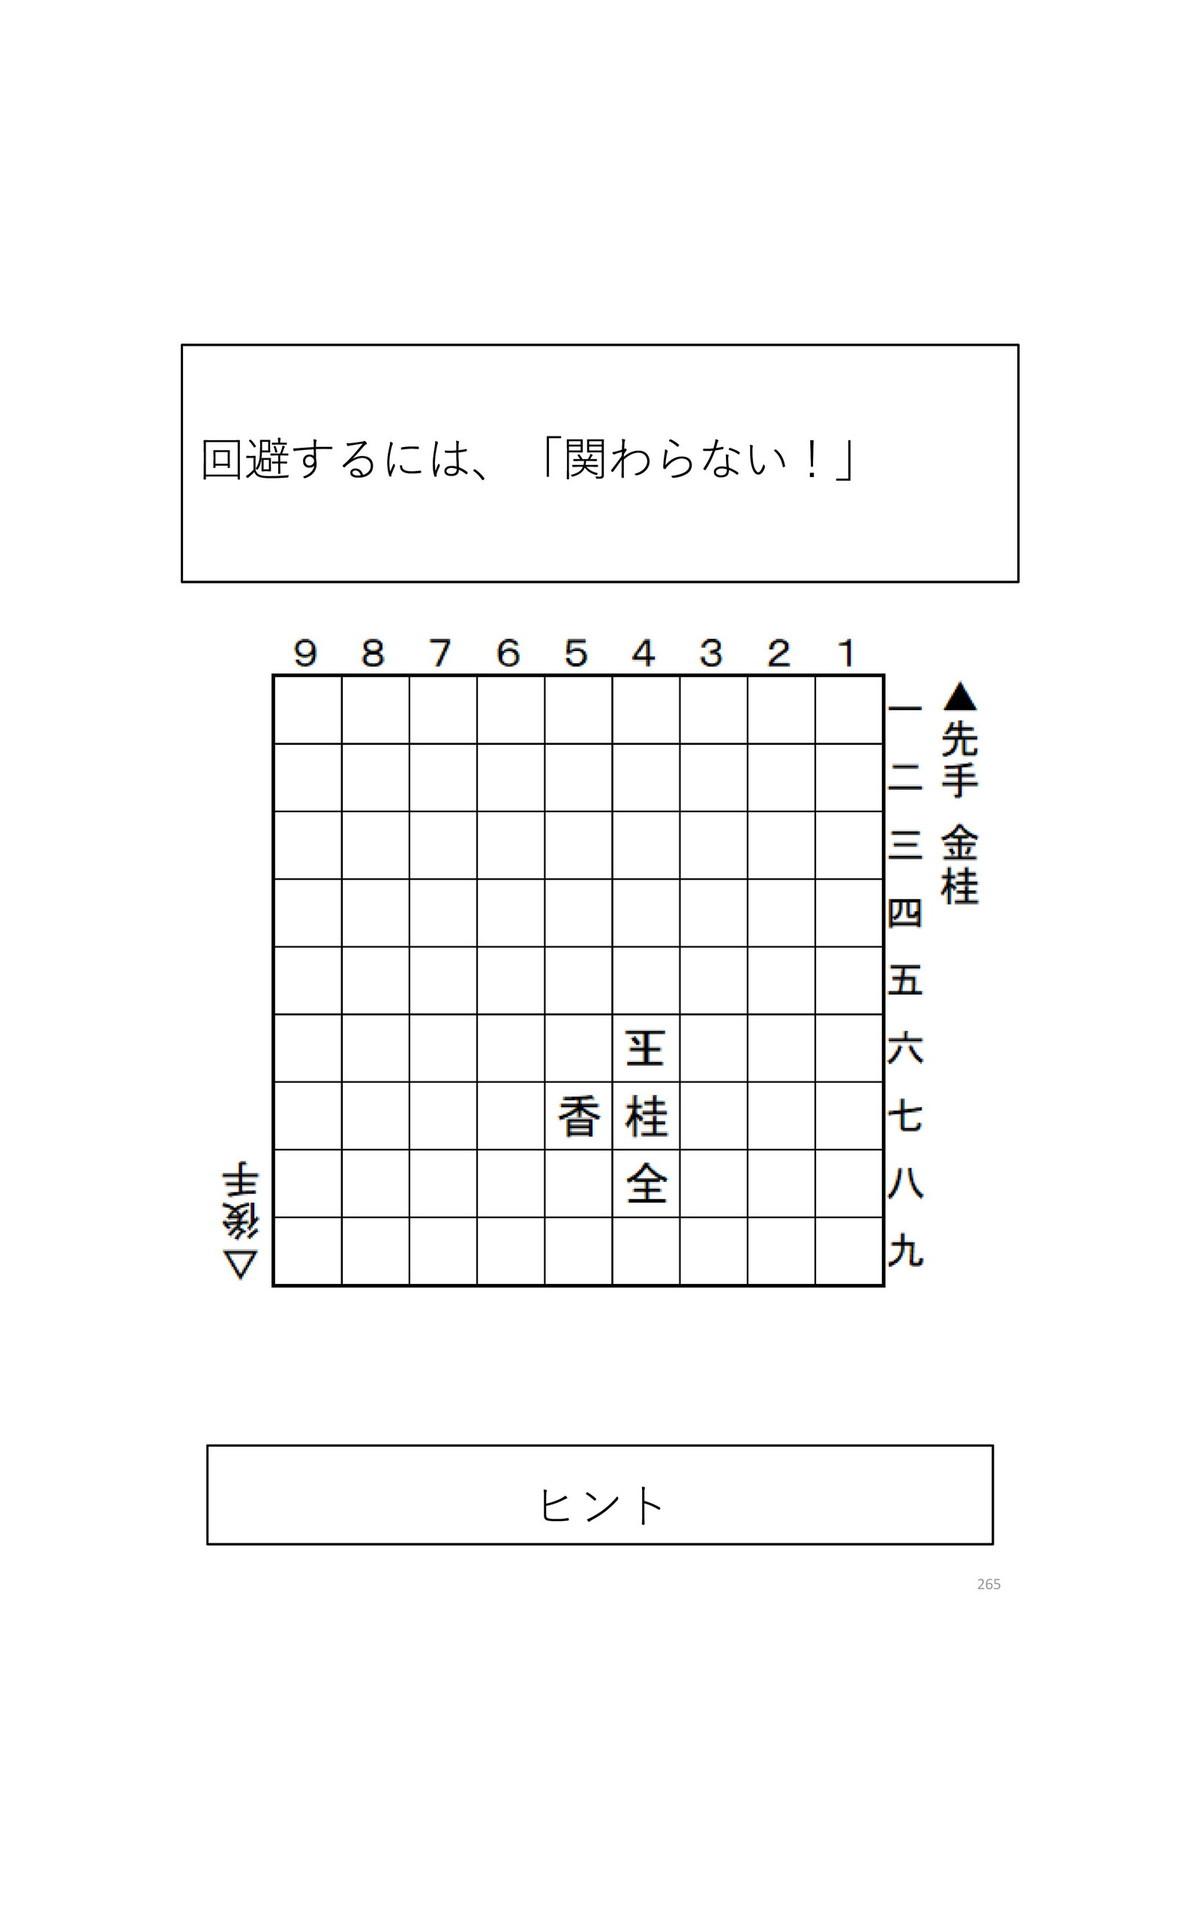 回避するには、「関わらない！」
9 8 7 6 5 4 3 2 1
一
二
三
四
五
六
七
八
九
▲先手 金桂
王
香 桂
全
△後手
ヒント
265